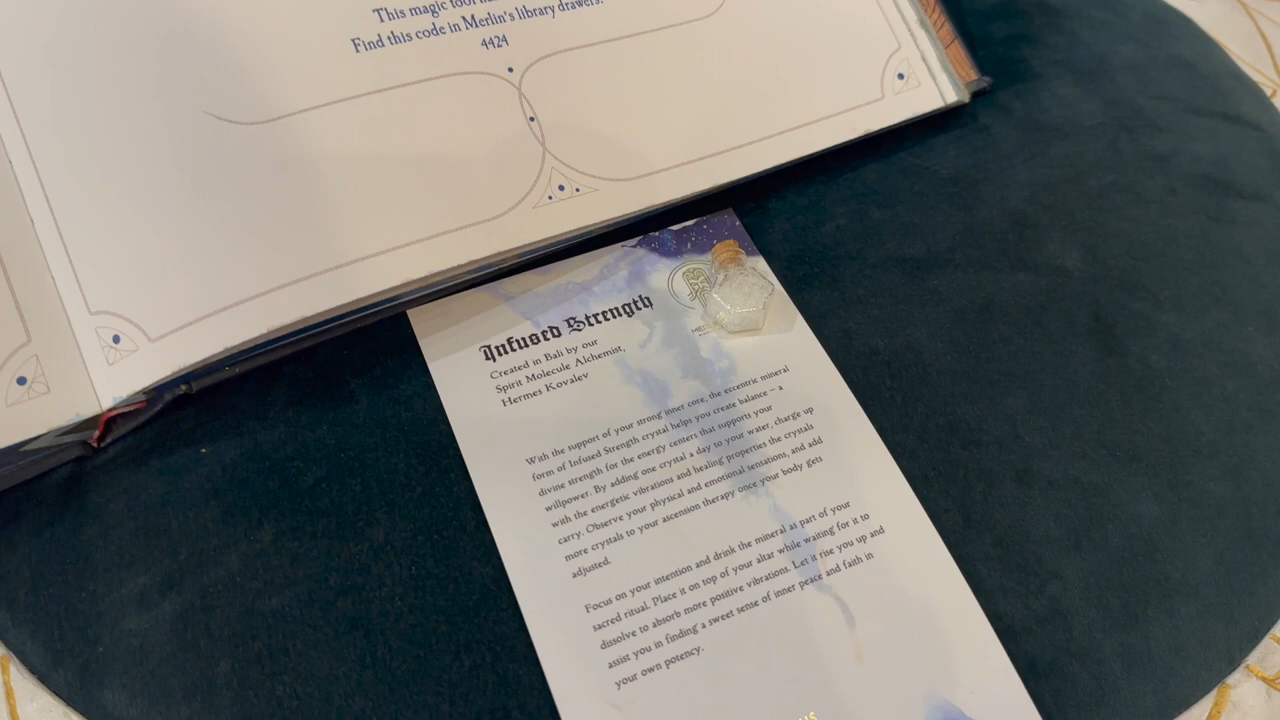 This magic tool
Find this code in Merlin's library drawers.
4424
Infused Strength
Created in Bali by our
Spirit Molecule Alchemist,
Hermes Kovalev
With the support of your strong inner core, the eccentric mineral
form of Infused Strength crystal helps you create balance – a
divine strength for the energy centers that supports your
willpower. By adding one crystal a day to your water, charge up
with the energetic vibrations and healing properties the crystals
carry. Observe your physical and emotional sensations, and add
more crystals to your ascension therapy once your body gets
adjusted.
Focus on your intention and drink the mineral as part of your
sacred ritual. Place it on top of your altar while waiting for it to
dissolve to absorb more positive vibrations. Let it rise you up and
assist you in finding a sweet sense of inner peace and faith in
your own potency.